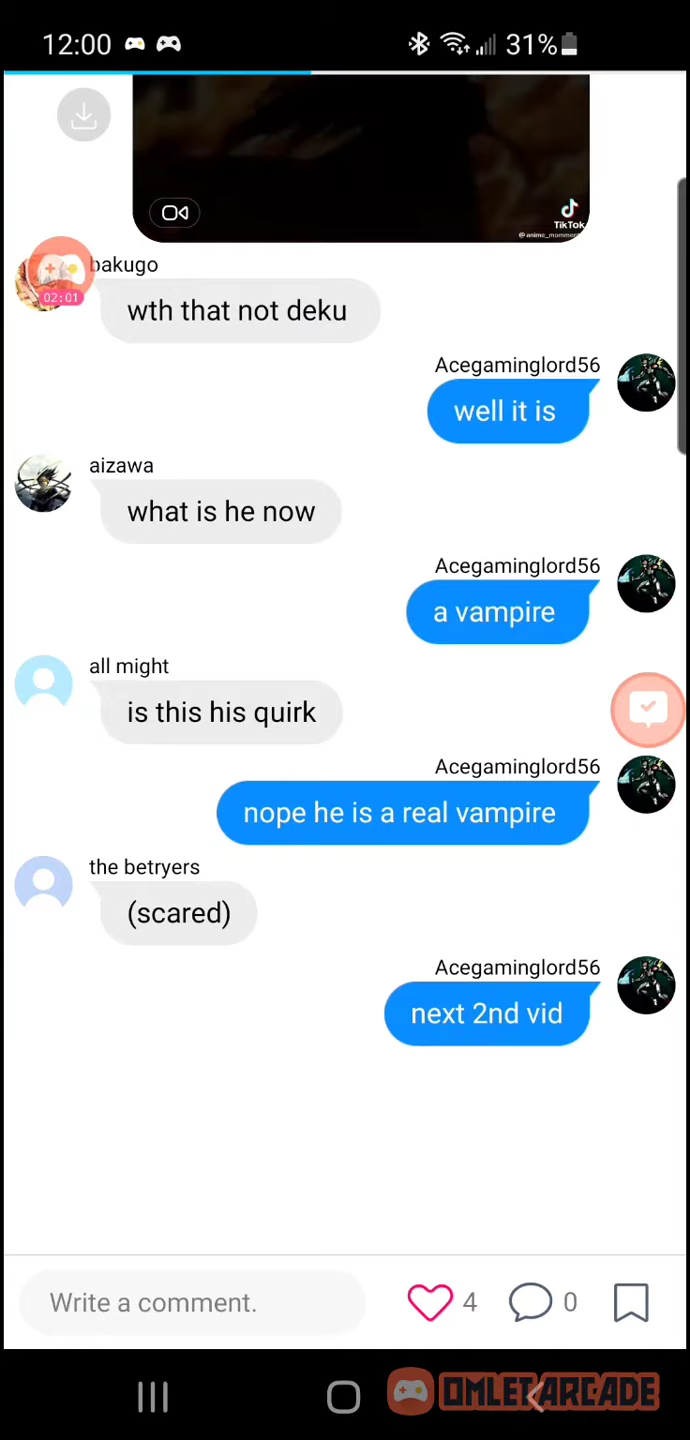 12:00 31%
TikTok
bakugo
02:01
wth that not deku
Acegaminglord56
well it is
aizawa
what is he now
Acegaminglord56
a vampire
all might
is this his quirk
Acegaminglord56
nope he is a real vampire
the betryers
(scared)
Acegaminglord56
next 2nd vid
Write a comment. 4 0
OMLET ARCADE